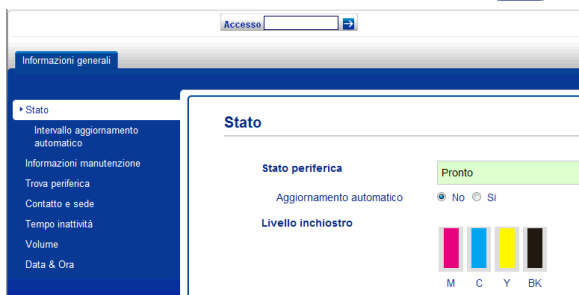 Accesso
Informazioni generali
Stato
Intervallo aggiornamento
automatico
Informazioni manutenzione
Trova periferica
Contatto e sede
Tempo inattività
Volume
Data & Ora
Stato
Stato periferica
Pronto
Aggiornamento automatico
No Si
Livello inchiostro
M C Y BK